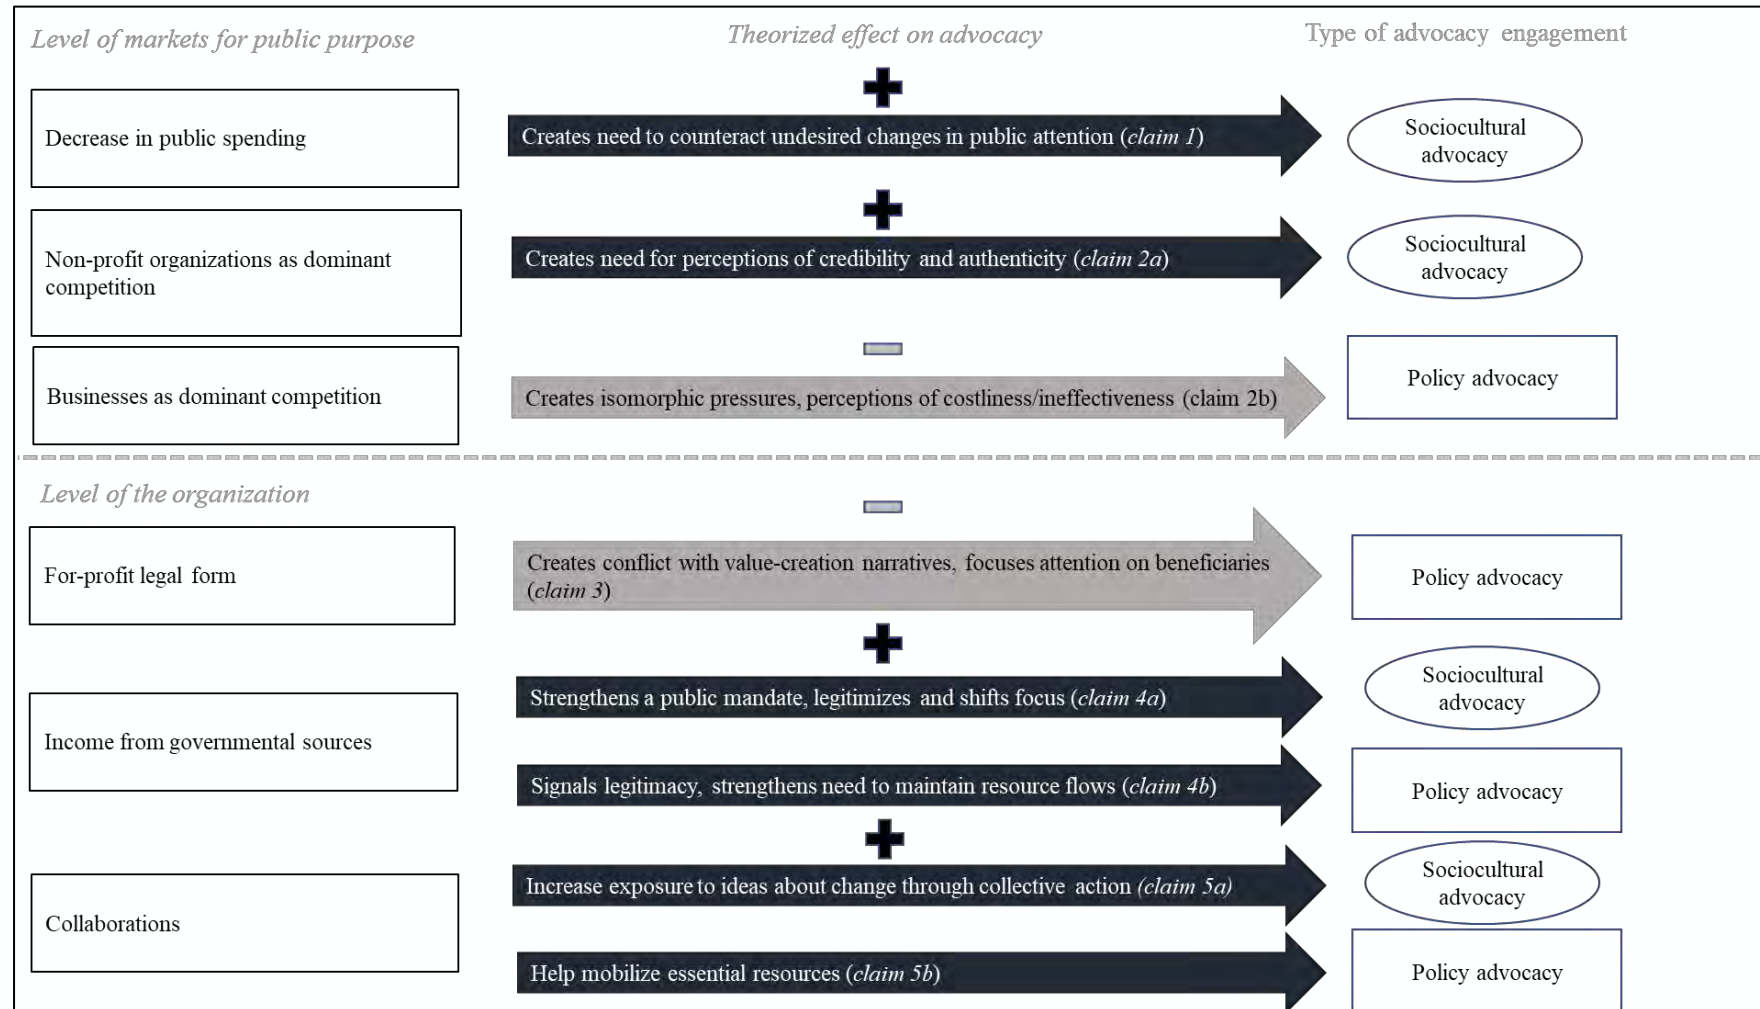 Level of markets for public purpose
Theorized effect on advocacy
Type of advocacy engagement
Decrease in public spending
Creates need to counteract undesired changes in public attention (claim 1)
Sociocultural
advocacy
Non-profit organizations as dominant
competition
Creates need for perceptions of credibility and authenticity (claim 2a)
Sociocultural
advocacy
Businesses as dominant competition
Creates isomorphic pressures, perceptions of costliness/ineffectiveness (claim 2b)
Policy advocacy
Level of the organization
For-profit legal form
Creates conflict with value-creation narratives, focuses attention on beneficiaries
(claim 3)
Policy advocacy
Income from governmental sources
Strengthens a public mandate, legitimizes and shifts focus (claim 4a)
Sociocultural
advocacy
Signals legitimacy, strengthens need to maintain resource flows (claim 4b)
Policy advocacy
Collaborations
Increase exposure to ideas about change through collective action (claim 5a)
Sociocultural
advocacy
Help mobilize essential resources (claim 5b)
Policy advocacy